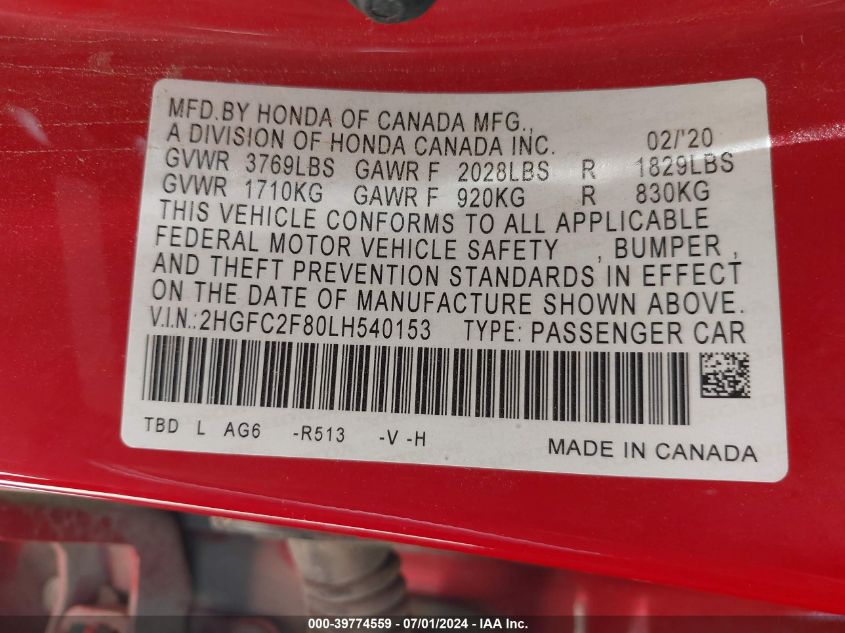 MFD.BY HONDA OF CANADA MFG.,
A DIVISION OF HONDA CANADA INC. 02/'20
GVWR 3769LBS GAWR F 2028LBS R 1829LBS
GVWR 1710KG GAWR F 920KG R 830KG
THIS VEHICLE CONFORMS TO ALL APPLICABLE
FEDERAL MOTOR VEHICLE SAFETY , BUMPER ,
AND THEFT PREVENTION STANDARDS IN EFFECT
ON THE DATE OF MANUFACTURE SHOWN ABOVE.
V.I.N.:2HGFC2F80LH540153 TYPE: PASSENGER CAR
TBD L AG6 -R513 -V -H MADE IN CANADA
000-39774559 / 07/01/2024 - IAA Inc.